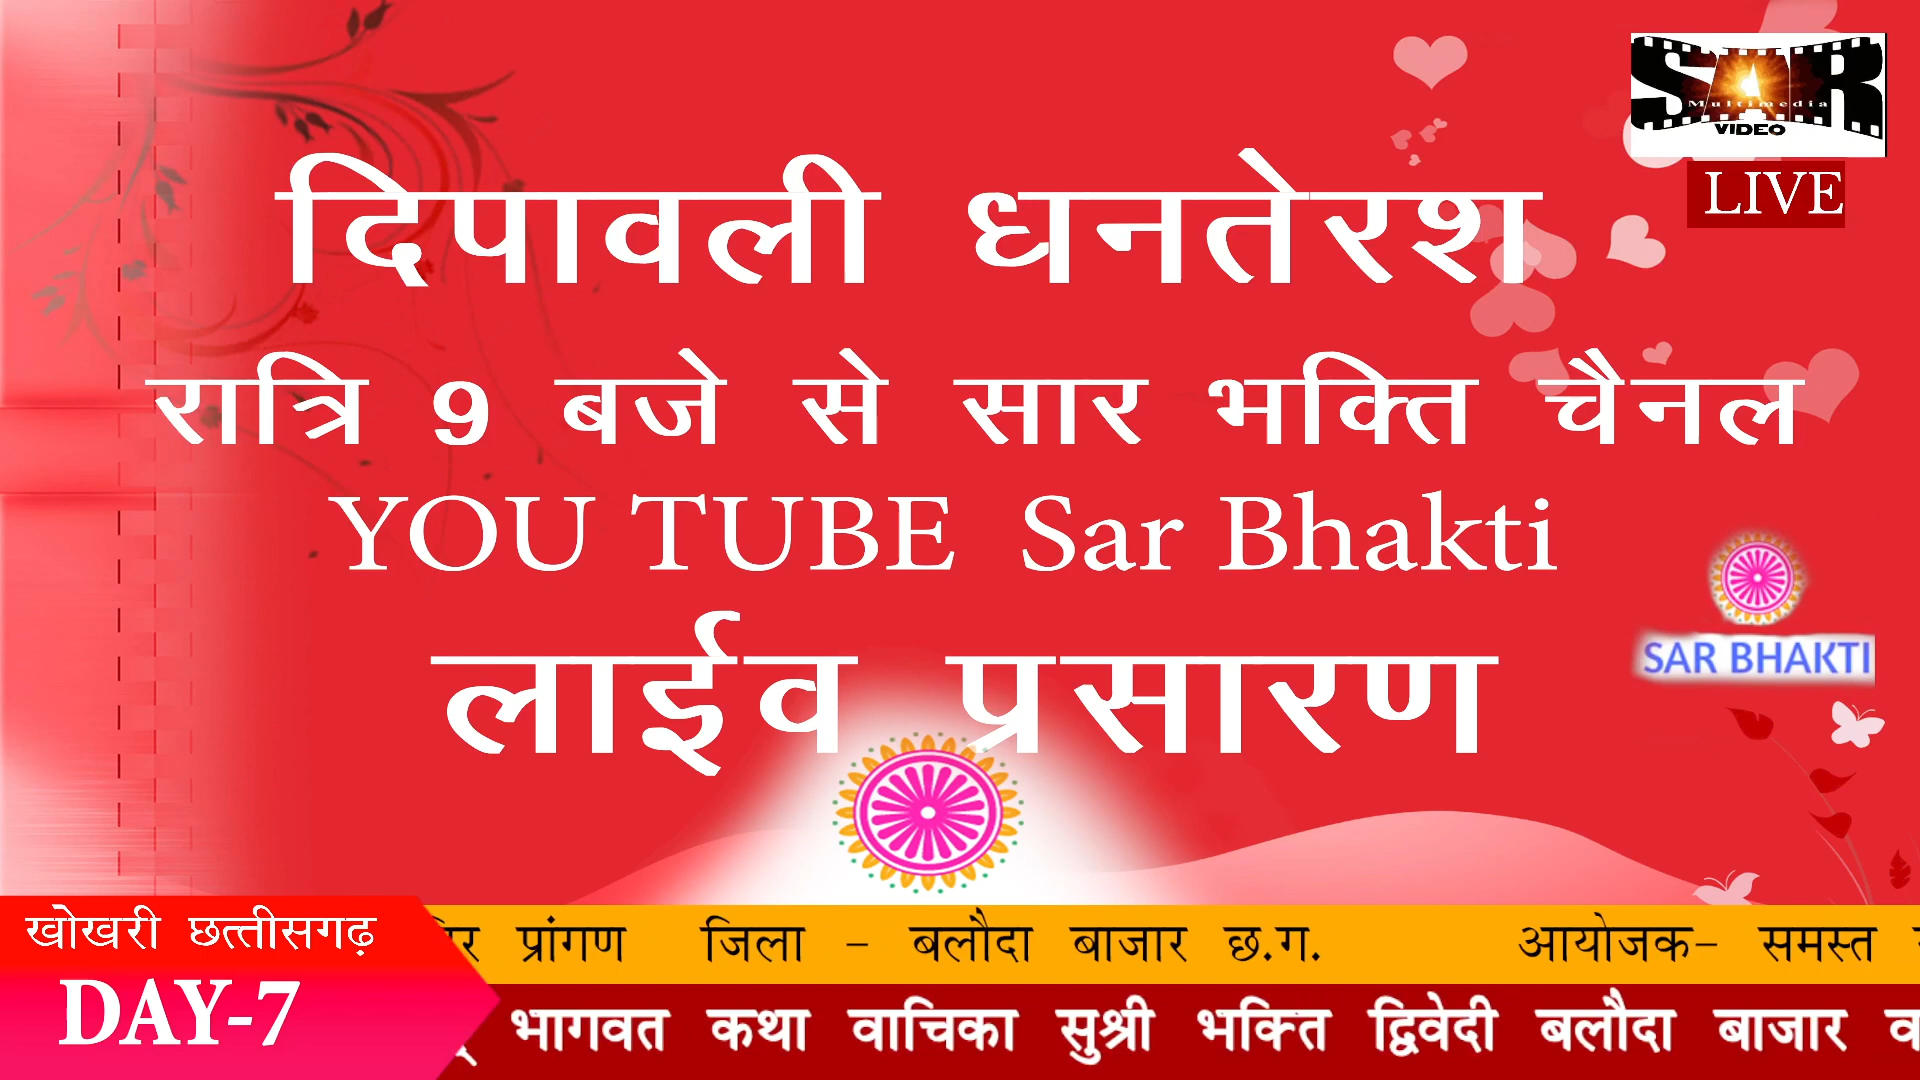 SAR
Multimedia
VIDEO
LIVE
दिपावली धनतेरश
रात्रि 9 बजे से सार भक्ति चैनल
YOU TUBE Sar Bhakti
लाईव प्रसारण
SAR BHAKTI
खोखरी छत्तीसगढ़
DAY-7
प्रांगण जिला - बलौदा बाजार छ.ग. आयोजक- समस्त
भागवत कथा वाचिका सुश्री भक्ति द्विवेदी बलौदा बाजार